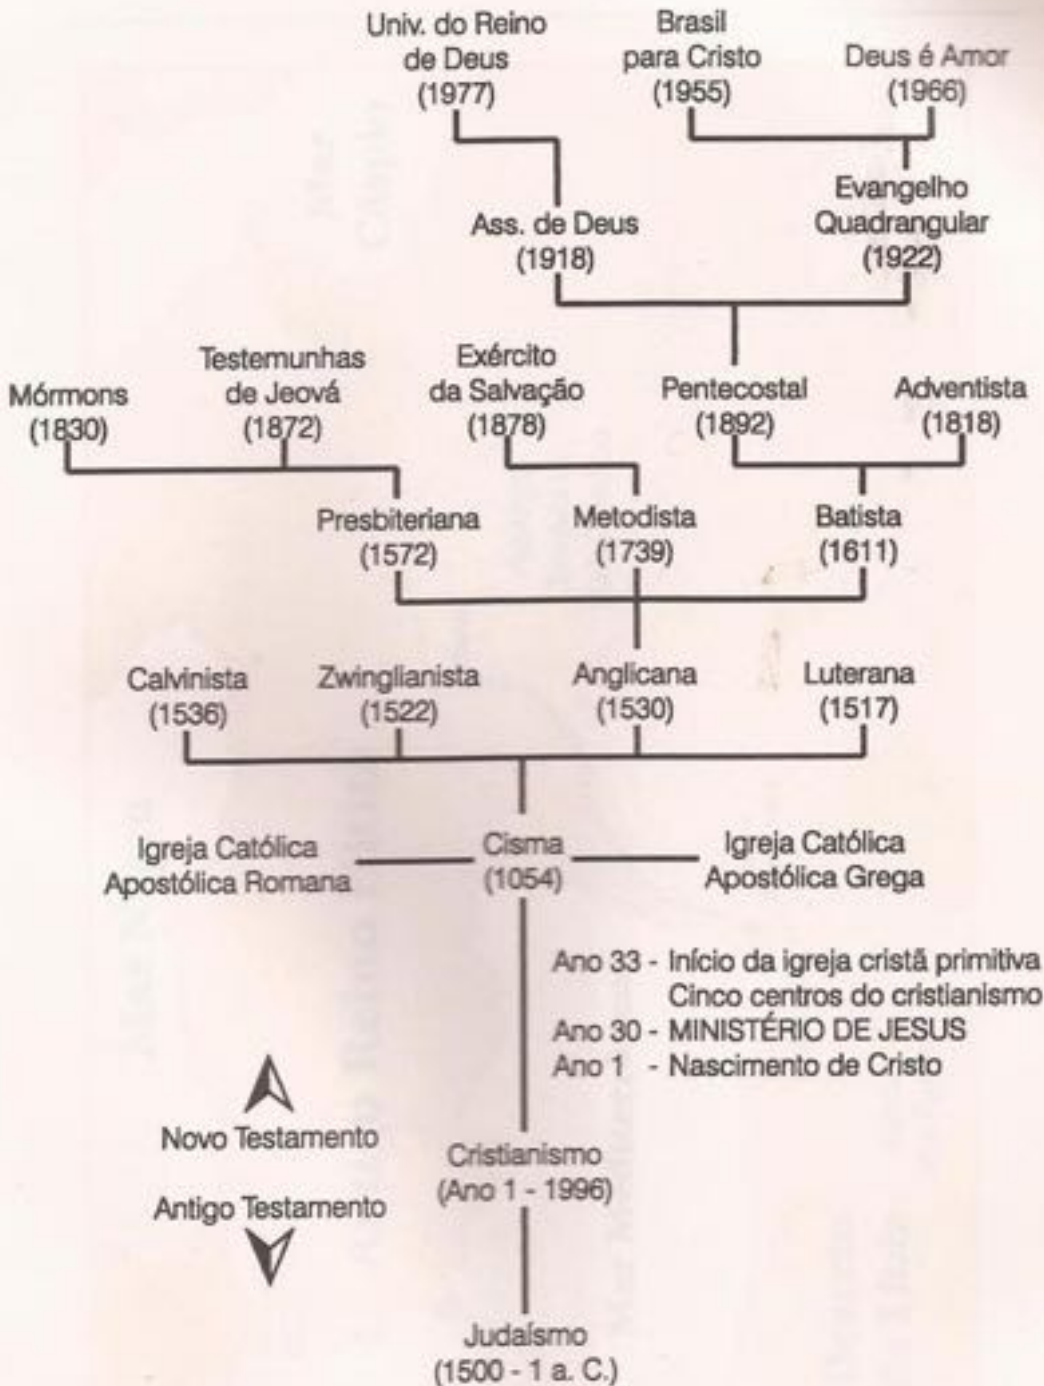 Univ. do Reino
de Deus
(1977)
Brasil
para Cristo
(1955)
Deus é Amor
(1966)
Ass. de Deus
(1918)
Evangelho
Quadrangular
(1922)
Mórmons
(1830)
Testemunhas
de Jeová
(1872)
Exército
da Salvação
(1878)
Pentecostal
(1892)
Adventista
(1818)
Presbiteriana
(1572)
Metodista
(1739)
Batista
(1611)
Calvinista
(1536)
Zwinglianista
(1522)
Anglicana
(1530)
Luterana
(1517)
Igreja Católica
Apostólica Romana
Cisma
(1054)
Igreja Católica
Apostólica Grega
Ano 33 - Início da igreja cristã primitiva
Cinco centros do cristianismo
Ano 30 - MINISTÉRIO DE JESUS
Ano 1 - Nascimento de Cristo
Novo Testamento
Antigo Testamento
Cristianismo
(Ano 1 - 1996)
Judaísmo
(1500 - 1 a. C.)